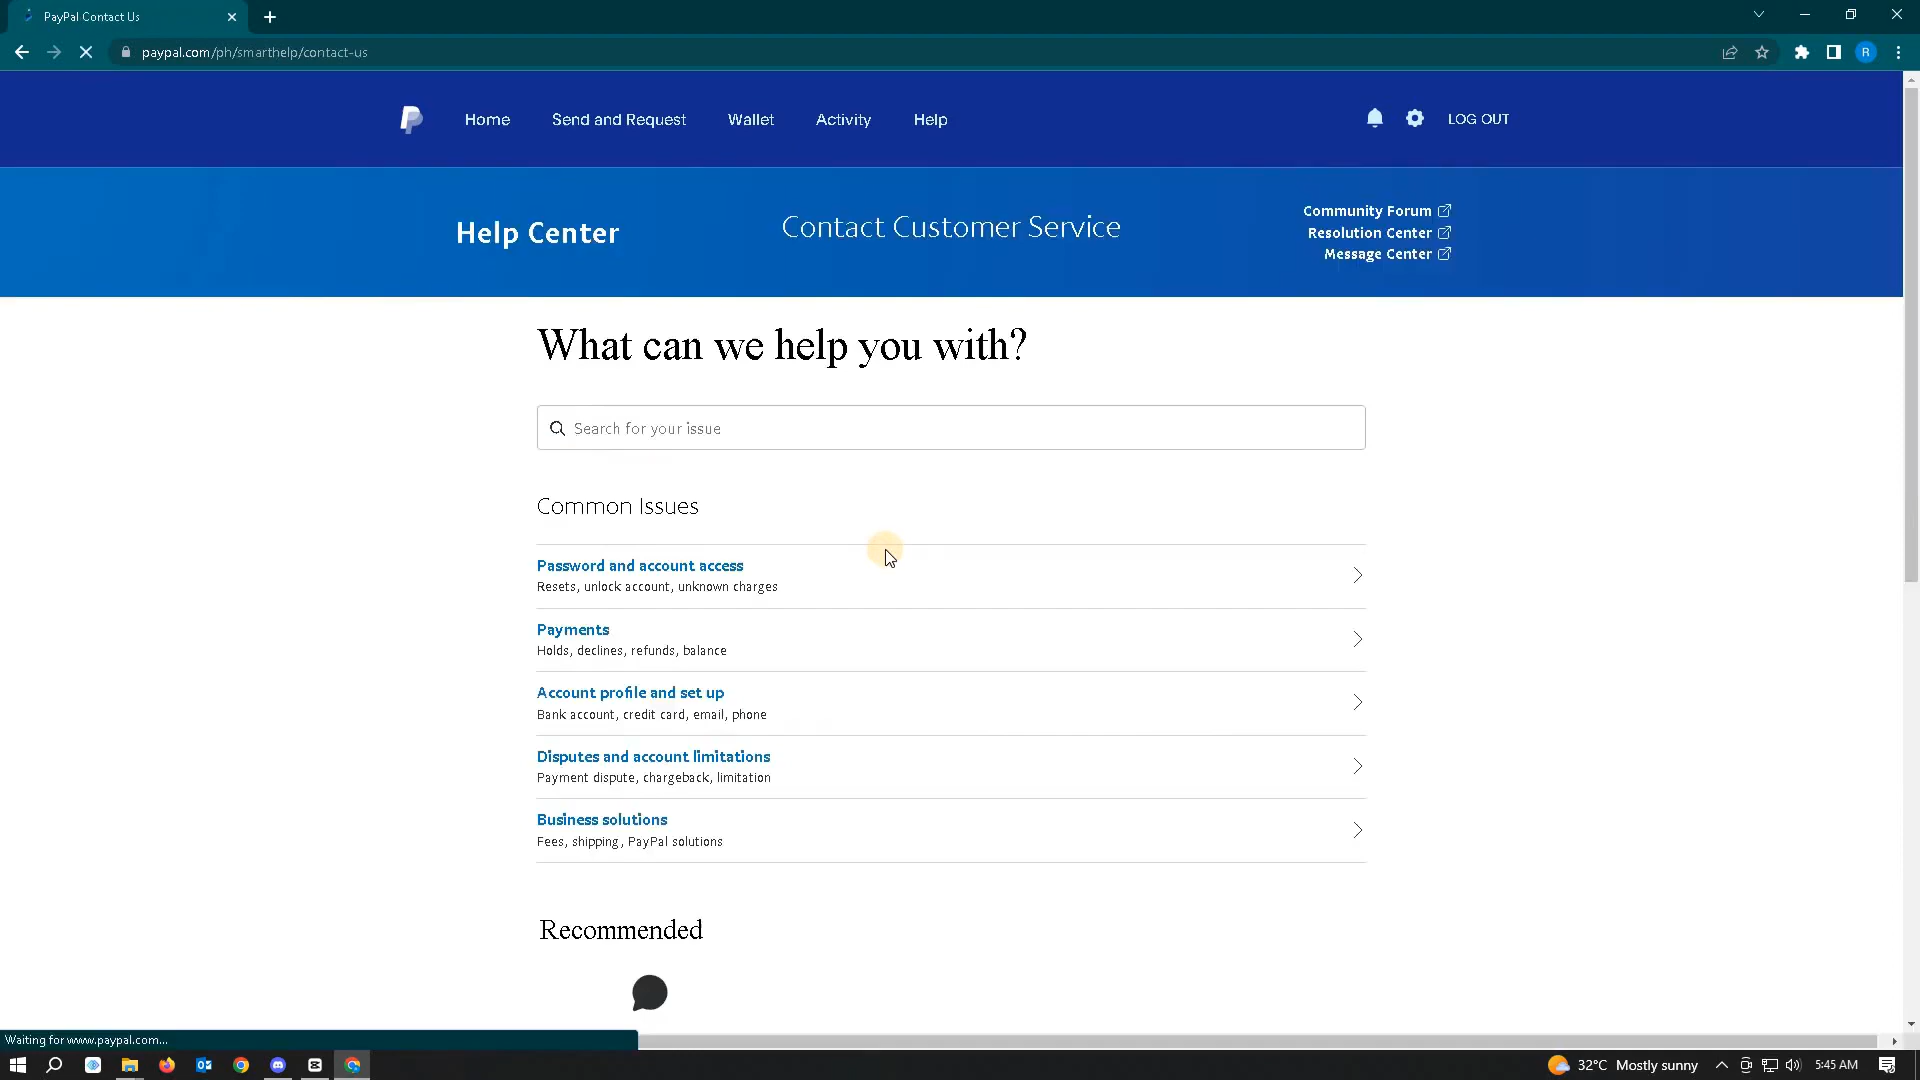 PayPal Contact Us
paypal.com/ph/smarthelp/contact-us
R
Home
Send and Request
Wallet
Activity
Help
LOG OUT
Help Center
Contact Customer Service
Community Forum
Resolution Center
Message Center
What can we help you with?
Search for your issue
Common Issues
Password and account access
Resets, unlock account, unknown charges
Payments
Holds, declines, refunds, balance
Account profile and set up
Bank account, credit card, email, phone
Disputes and account limitations
Payment dispute, chargeback, limitation
Business solutions
Fees, shipping, PayPal solutions
Recommended
Waiting for www.paypal.com...
32°C Mostly sunny
5:45 AM